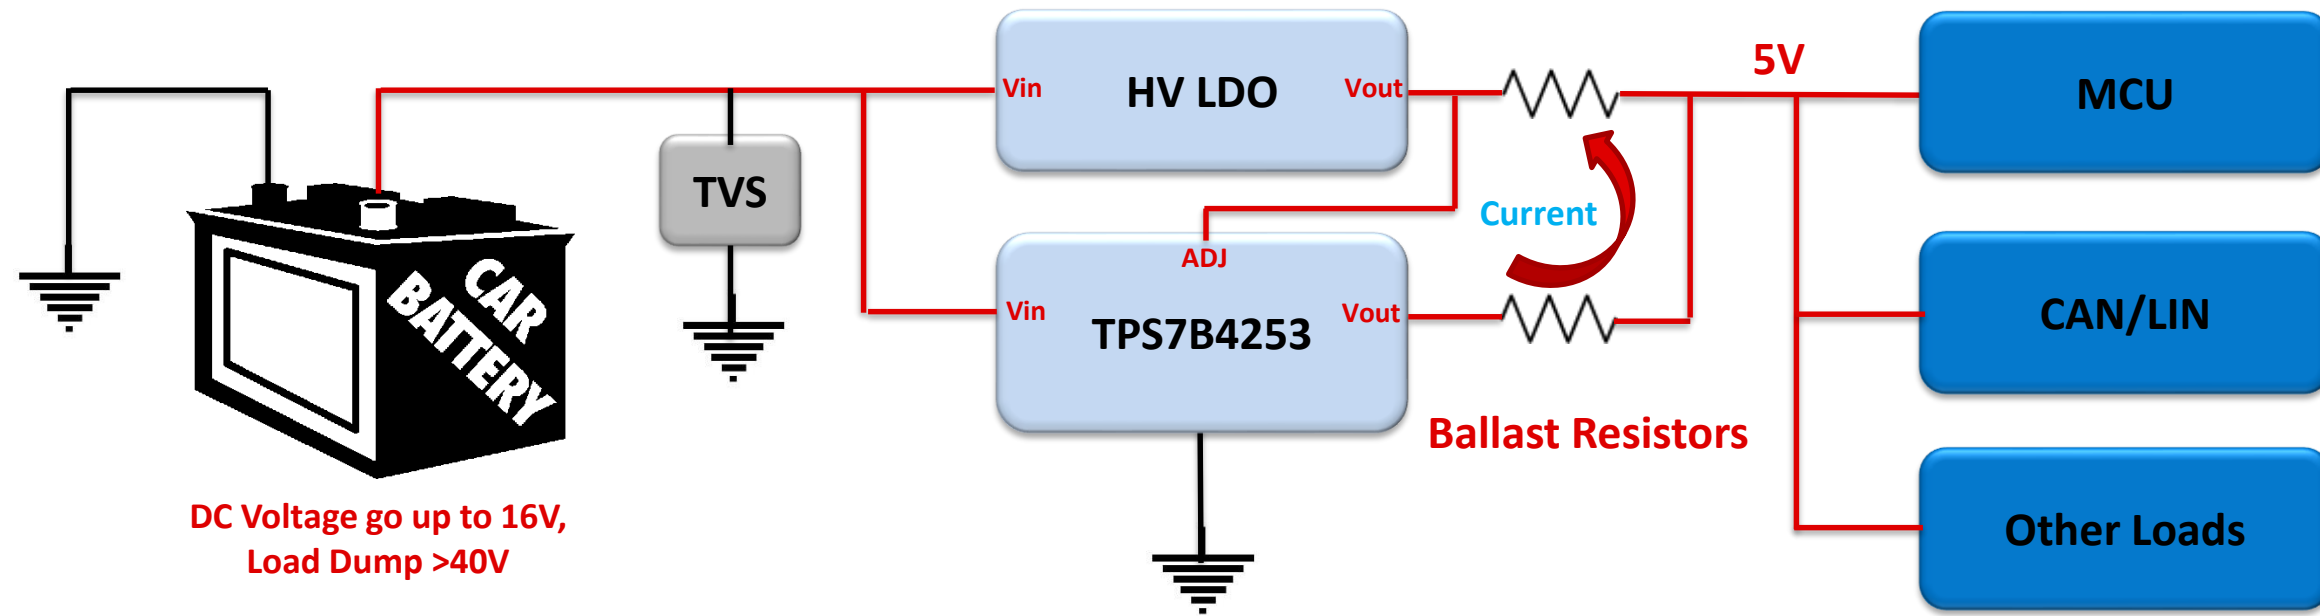 5V
Vin
HV LDO
Vout
MCU
TVS
Current
ADJ
CAR
BATTERY
Vin
TPS7B4253
Vout
CAN/LIN
Ballast Resistors
DC Voltage go up to 16V,
Load Dump >40V
Other Loads